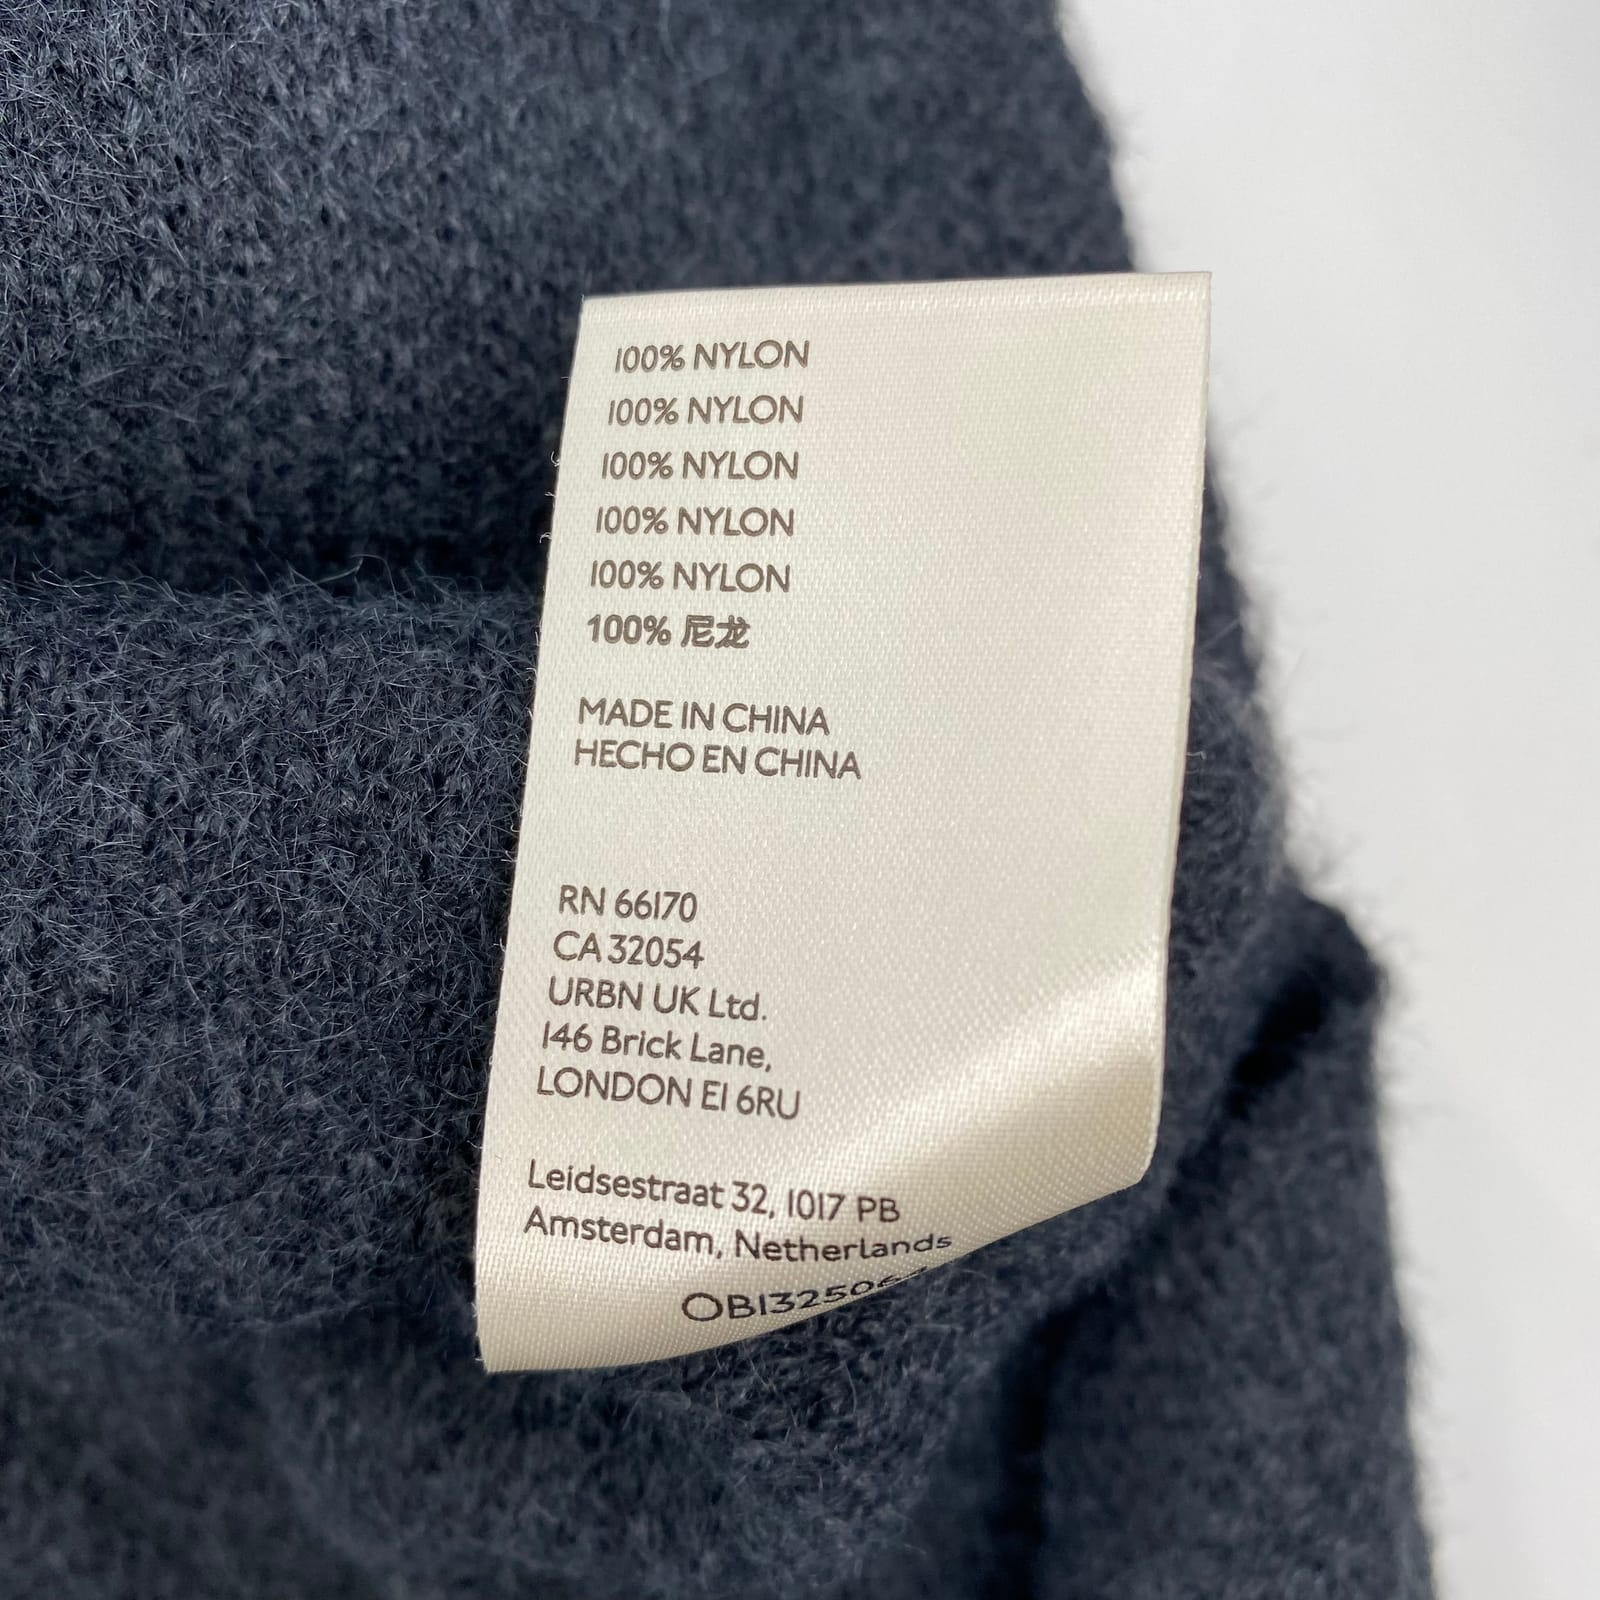 100% NYLON
100% NYLON
100% NYLON
100% NYLON
100% NYLON
100% 尼龙
MADE IN CHINA
HECHO EN CHINA
RN 66170
CA 32054
URBN UK Ltd.
146 Brick Lane,
LONDON E1 6RU
Leidsestraat 32, 1017 PB
Amsterdam, Netherlands